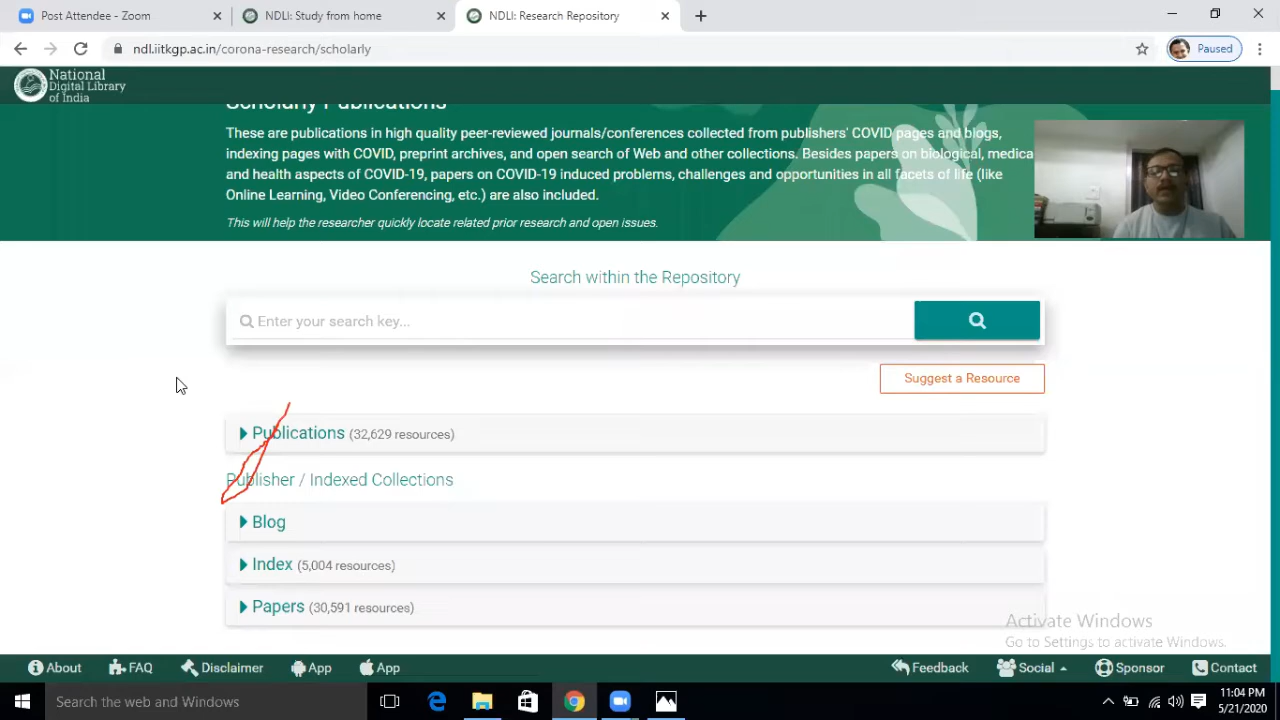 Post Attendee - Zoom
NDLI: Study from home
NDLI: Research Repository
ndl.iitkgp.ac.in/corona-research/scholarly
Paused
National
Digital Library
of India
Scholarly Publications
These are publications in high quality peer-reviewed journals/conferences collected from publishers' COVID pages and blogs,
indexing pages with COVID, preprint archives, and open search of Web and other collections. Besides papers on biological, medica
and health aspects of COVID-19, papers on COVID-19 induced problems, challenges and opportunities in all facets of life (like
Online Learning, Video Conferencing, etc.) are also included.
This will help the researcher quickly locate related prior research and open issues.
Search within the Repository
Enter your search key...
Suggest a Resource
Publications (32,629 resources)
Publisher / Indexed Collections
Blog
Index (5,004 resources)
Papers (30,591 resources)
Activate Windows
Go to Settings to activate Windows.
About FAQ Disclaimer App App Feedback Social Sponsor Contact
Search the web and Windows
11:04 PM
5/21/2020